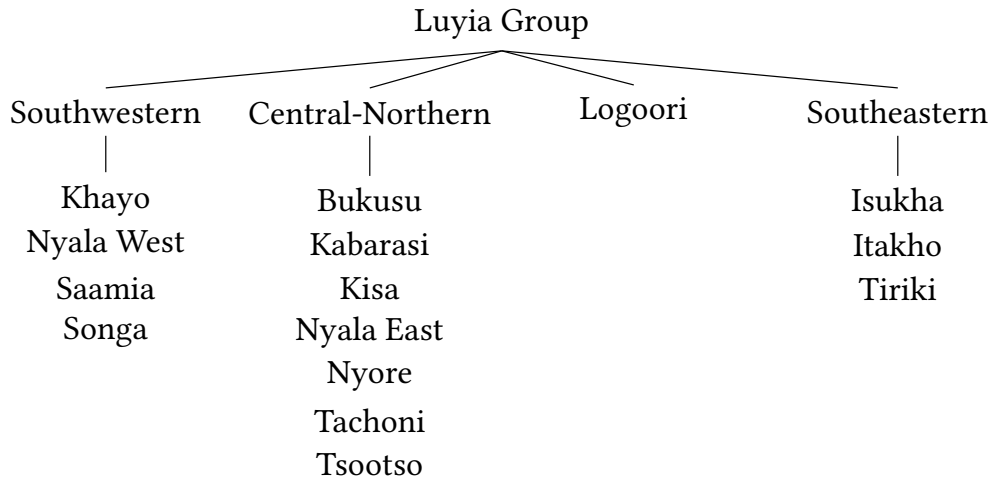 Luyia Group
Southwestern
Central-Northern
Logoori
Southeastern
Khayo
Nyala West
Saamia
Songa
Bukusu
Kabarasi
Kisa
Nyala East
Nyore
Tachoni
Tsootso
Isukha
Itakho
Tiriki